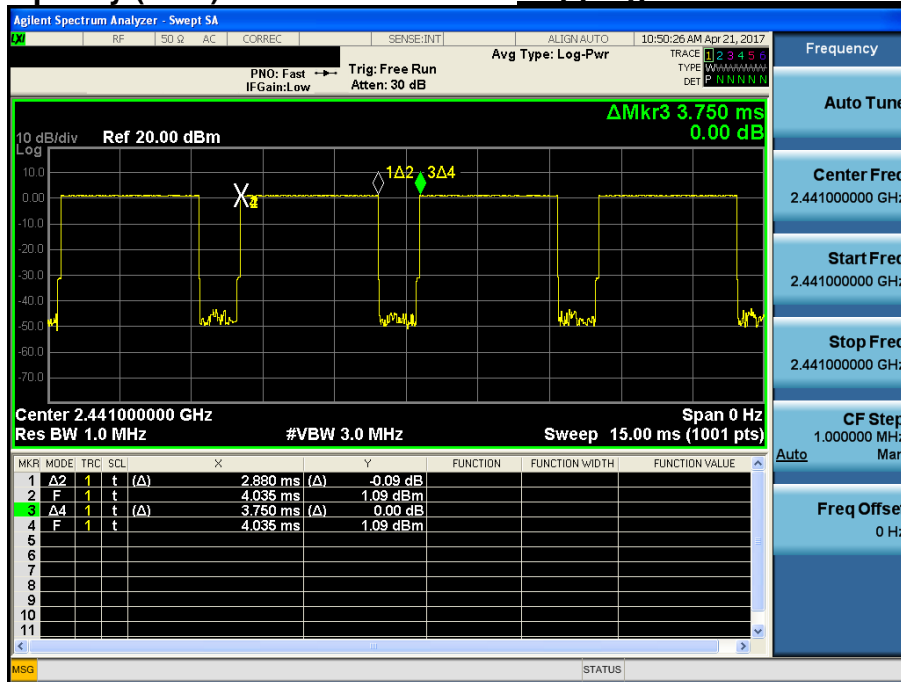 Agilent Spectrum Analyzer - Swept SA
LXI RF 50 Ω AC CORREC SENSE:INT ALIGN AUTO 10:50:26 AM Apr 21, 2017
Frequency
Avg Type: Log-Pwr TRACE 1 2 3 4 5 6
PNO: Fast Trig: Free Run TYPE WWWWWW
IFGain:Low Atten: 30 dB DET P N N N N N
Auto Tune
ΔMkr3 3.750 ms
0.00 dB
10 dB/div Ref 20.00 dBm
Log
10.0
0.00
-10.0
-20.0
-30.0
-40.0
-50.0
-60.0
-70.0
1Δ2 3Δ4
Center Freq
2.441000000 GHz
Start Freq
2.441000000 GHz
Stop Freq
2.441000000 GHz
Center 2.441000000 GHz Span 0 Hz
Res BW 1.0 MHz #VBW 3.0 MHz Sweep 15.00 ms (1001 pts)
CF Step
1.000000 MHz
Auto Man
MKR MODE TRC SCL X Y FUNCTION FUNCTION WIDTH FUNCTION VALUE
1 Δ2 1 t (Δ) 2.880 ms (Δ) -0.09 dB
2 F 1 t 4.035 ms 1.09 dBm
3 Δ4 1 t (Δ) 3.750 ms (Δ) 0.00 dB
4 F 1 t 4.035 ms 1.09 dBm
5
6
7
8
9
10
11
Freq Offset
0 Hz
MSG STATUS